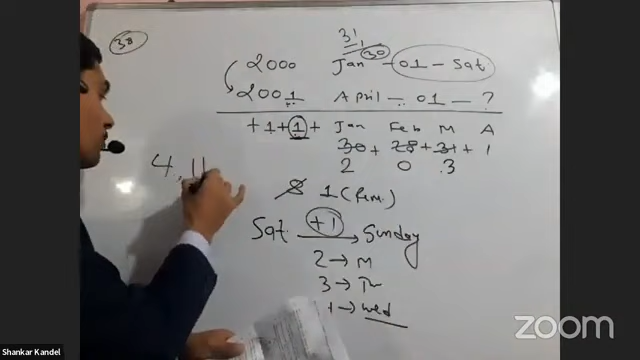 38
31
2000 Jan 30 - 01 - Sat
2001 April - 01 - ?
+1+1+ Jan Feb M A
30 + 28 + 31 + 1
2 0 3
4, 11
8 1 (Rem.)
Sat +1 → Sunday
2 → M
3 → Tu
→ Wed
zoom
Shankar Kandel